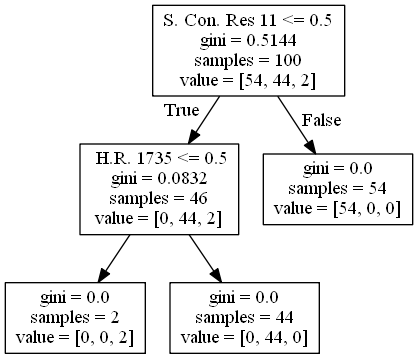 S. Con. Res 11 <= 0.5
gini = 0.5144
samples = 100
value = [54, 44, 2]
True
False
H.R. 1735 <= 0.5
gini = 0.0832
samples = 46
value = [0, 44, 2]
gini = 0.0
samples = 54
value = [54, 0, 0]
gini = 0.0
samples = 2
value = [0, 0, 2]
gini = 0.0
samples = 44
value = [0, 44, 0]